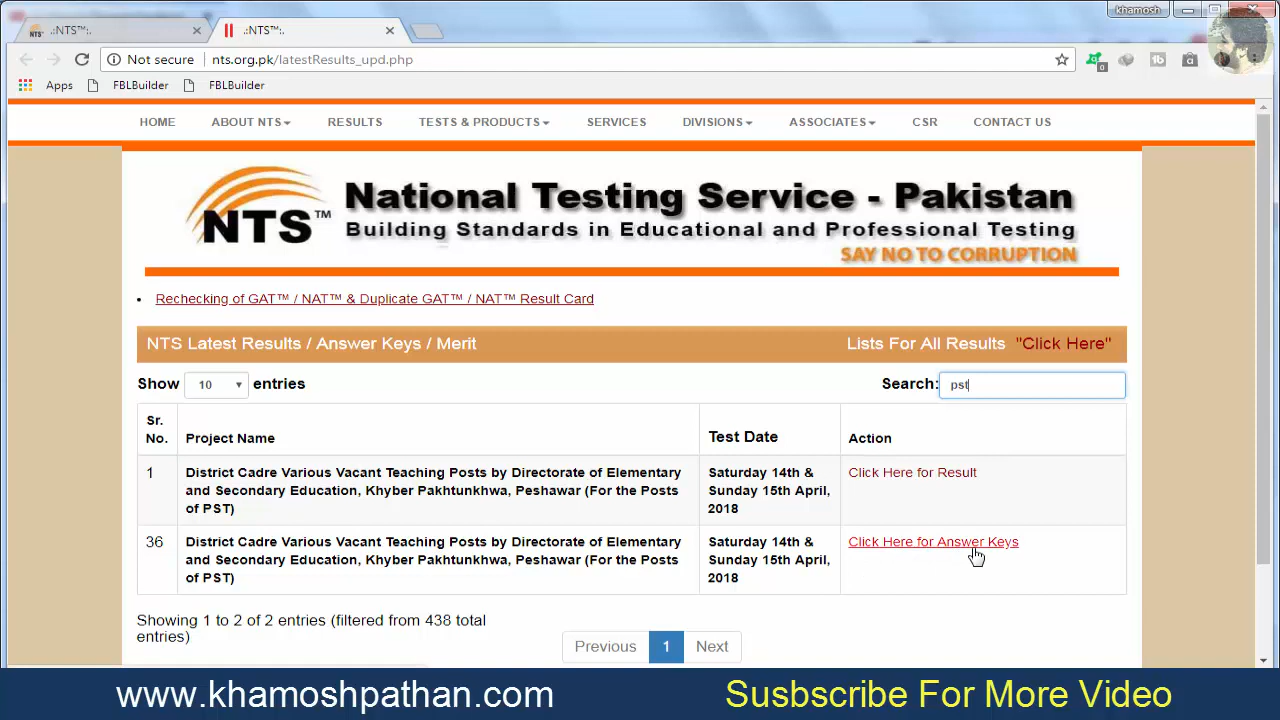 khamosh
.:NTS™:.
.:NTS™:.
Not secure nts.org.pk/latestResults_upd.php
Apps FBLBuilder FBLBuilder
HOME ABOUT NTS RESULTS TESTS & PRODUCTS SERVICES DIVISIONS ASSOCIATES CSR CONTACT US
NTS™
National Testing Service - Pakistan
Building Standards in Educational and Professional Testing
SAY NO TO CORRUPTION
Rechecking of GAT™ / NAT™ & Duplicate GAT™ / NAT™ Result Card
NTS Latest Results / Answer Keys / Merit Lists For All Results "Click Here"
Show 10 entries Search: pst
Sr. No. Project Name Test Date Action
1 District Cadre Various Vacant Teaching Posts by Directorate of Elementary Saturday 14th & Click Here for Result
and Secondary Education, Khyber Pakhtunkhwa, Peshawar (For the Posts Sunday 15th April,
of PST) 2018
36 District Cadre Various Vacant Teaching Posts by Directorate of Elementary Saturday 14th & Click Here for Answer Keys
and Secondary Education, Khyber Pakhtunkhwa, Peshawar (For the Posts Sunday 15th April,
of PST) 2018
Showing 1 to 2 of 2 entries (filtered from 438 total
entries)
Previous 1 Next
www.khamoshpathan.com Susbscribe For More Video